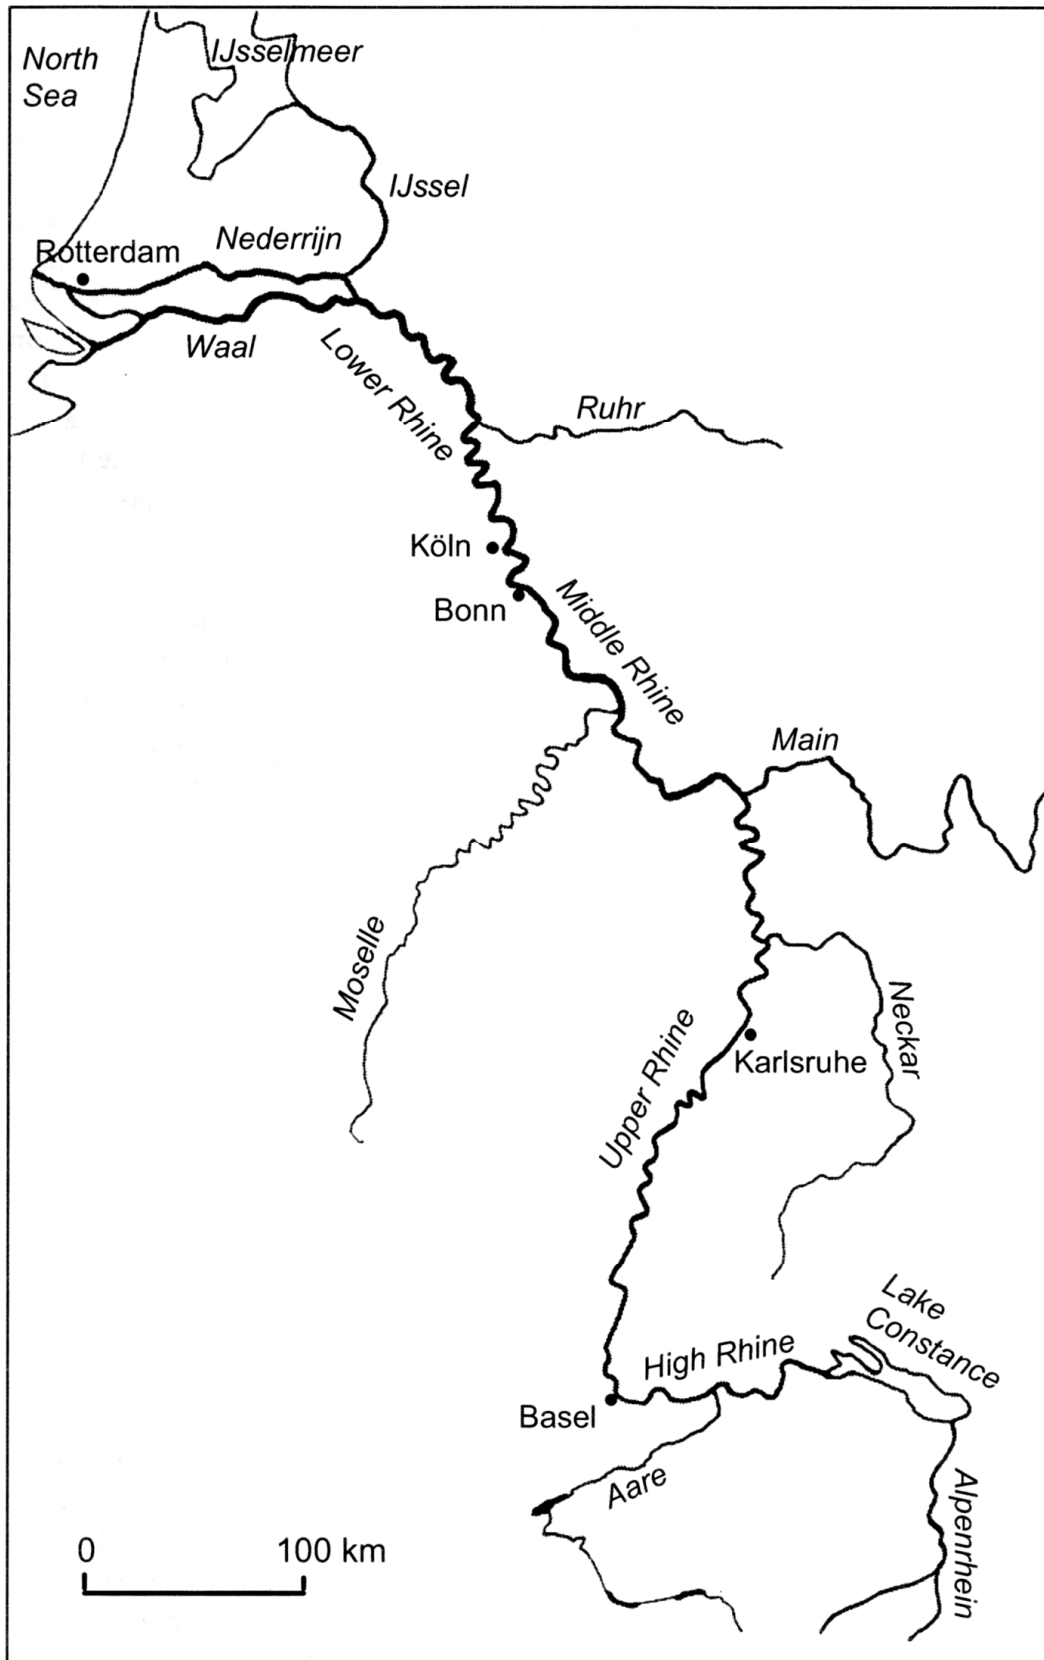 North
Sea
IJsselmeer
IJssel
Nederrijn
Rotterdam
Waal
Lower Rhine
Ruhr
Köln
Bonn
Middle Rhine
Main
Moselle
Neckar
Upper Rhine
Karlsruhe
Lake
Constance
High Rhine
Basel
Aare
Alpenrhein
0 100 km